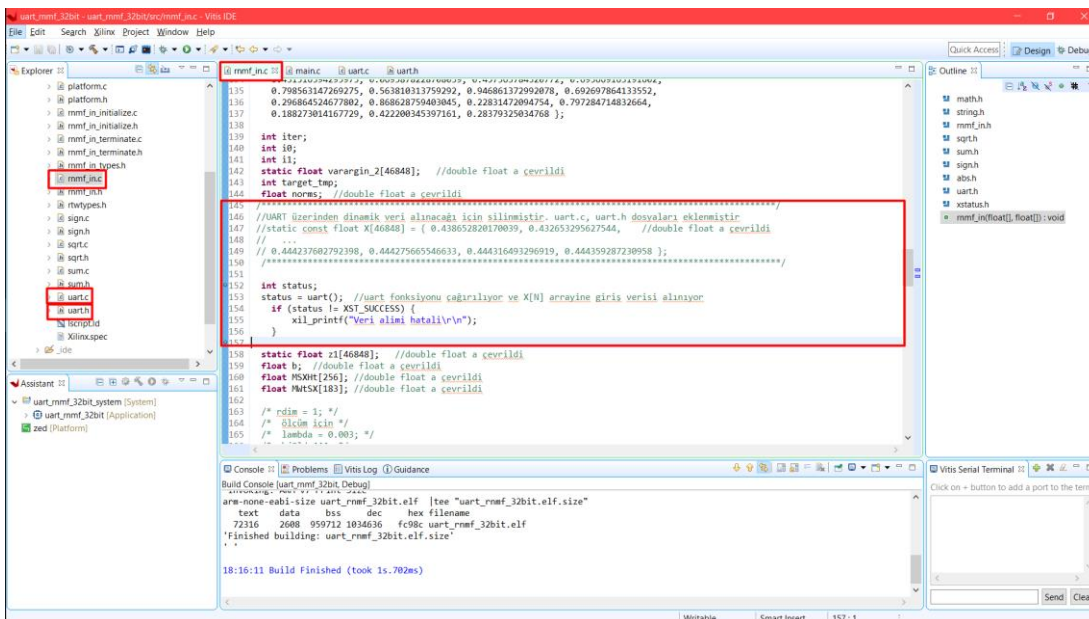 uart_rnmf_32bit - uart_rnmf_32bit/src/rnmf_in.c - Vitis IDE
File Edit Search Xilinx Project Window Help
Quick Access
Design
Debu
Explorer
platform.c
platform.h
rnmf_in_initialize.c
rnmf_in_initialize.h
rnmf_in_terminate.c
rnmf_in_terminate.h
rnmf_in_types.h
rnmf_in.c
rnmf_in.h
rtwtypes.h
sign.c
sign.h
sqrt.c
sqrt.h
sum.c
sum.h
uart.c
uart.h
lscript.ld
Xilinx.spec
_ide
Assistant
uart_rnmf_32bit_system [System]
uart_rnmf_32bit [Application]
zed [Platform]
rnmf_in.c main.c uart.c uart.h
135 0.798563147269275, 0.563810313759292, 0.946861372992078, 0.692697864133552,
136 0.296864524677802, 0.868628759403045, 0.22831472094754, 0.797284714832664,
137 0.188273014167729, 0.422200345397161, 0.28379325034768 };
138
139 int iter;
140 int i0;
141 int i1;
142 static float varargin_2[46848]; //double float a çevrildi
143 int target_tmp;
144 float norms; //double float a çevrildi
145
146 //UART üzerinden dinamik veri alınacağı için silinmiştir. uart.c, uart.h dosyaları eklenmiştir
147 //static const float X[46848] = { 0.438652820170039, 0.432653295627544, //double float a çevrildi
148 // ...
149 // 0.444237602792398, 0.444275665546633, 0.444316493296919, 0.444359287230958 };
150
151
152 int status;
153 status = uart(); //uart fonksiyonu çağırılıyor ve X[N] arrayine giriş verisi alınıyor
154 if (status != XST_SUCCESS) {
155 xil_printf("Veri alimi hatali\r\n");
156 }
157
158 static float z1[46848]; //double float a çevrildi
159 float b; //double float a çevrildi
160 float MSXHt[256]; //double float a çevrildi
161 float MWtSX[183]; //double float a çevrildi
162
163 /* rdim = 1; */
164 /* ölçüm için */
165 /* lambda = 0.003; */
Outline
math.h
string.h
rnmf_in.h
sqrt.h
sum.h
sign.h
abs.h
uart.h
xstatus.h
rnmf_in(float[], float[]) : void
Console Problems Vitis Log Guidance
Build Console [uart_rnmf_32bit, Debug]
arm-none-eabi-size uart_rnmf_32bit.elf |tee "uart_rnmf_32bit.elf.size"
text data bss dec hex filename
72316 2608 959712 1034636 fc98c uart_rnmf_32bit.elf
'Finished building: uart_rnmf_32bit.elf.size'
' '
18:16:11 Build Finished (took 1s.702ms)
Vitis Serial Terminal
Click on + button to add a port to the ter
Send Clea
Writable Smart Insert 157 : 1